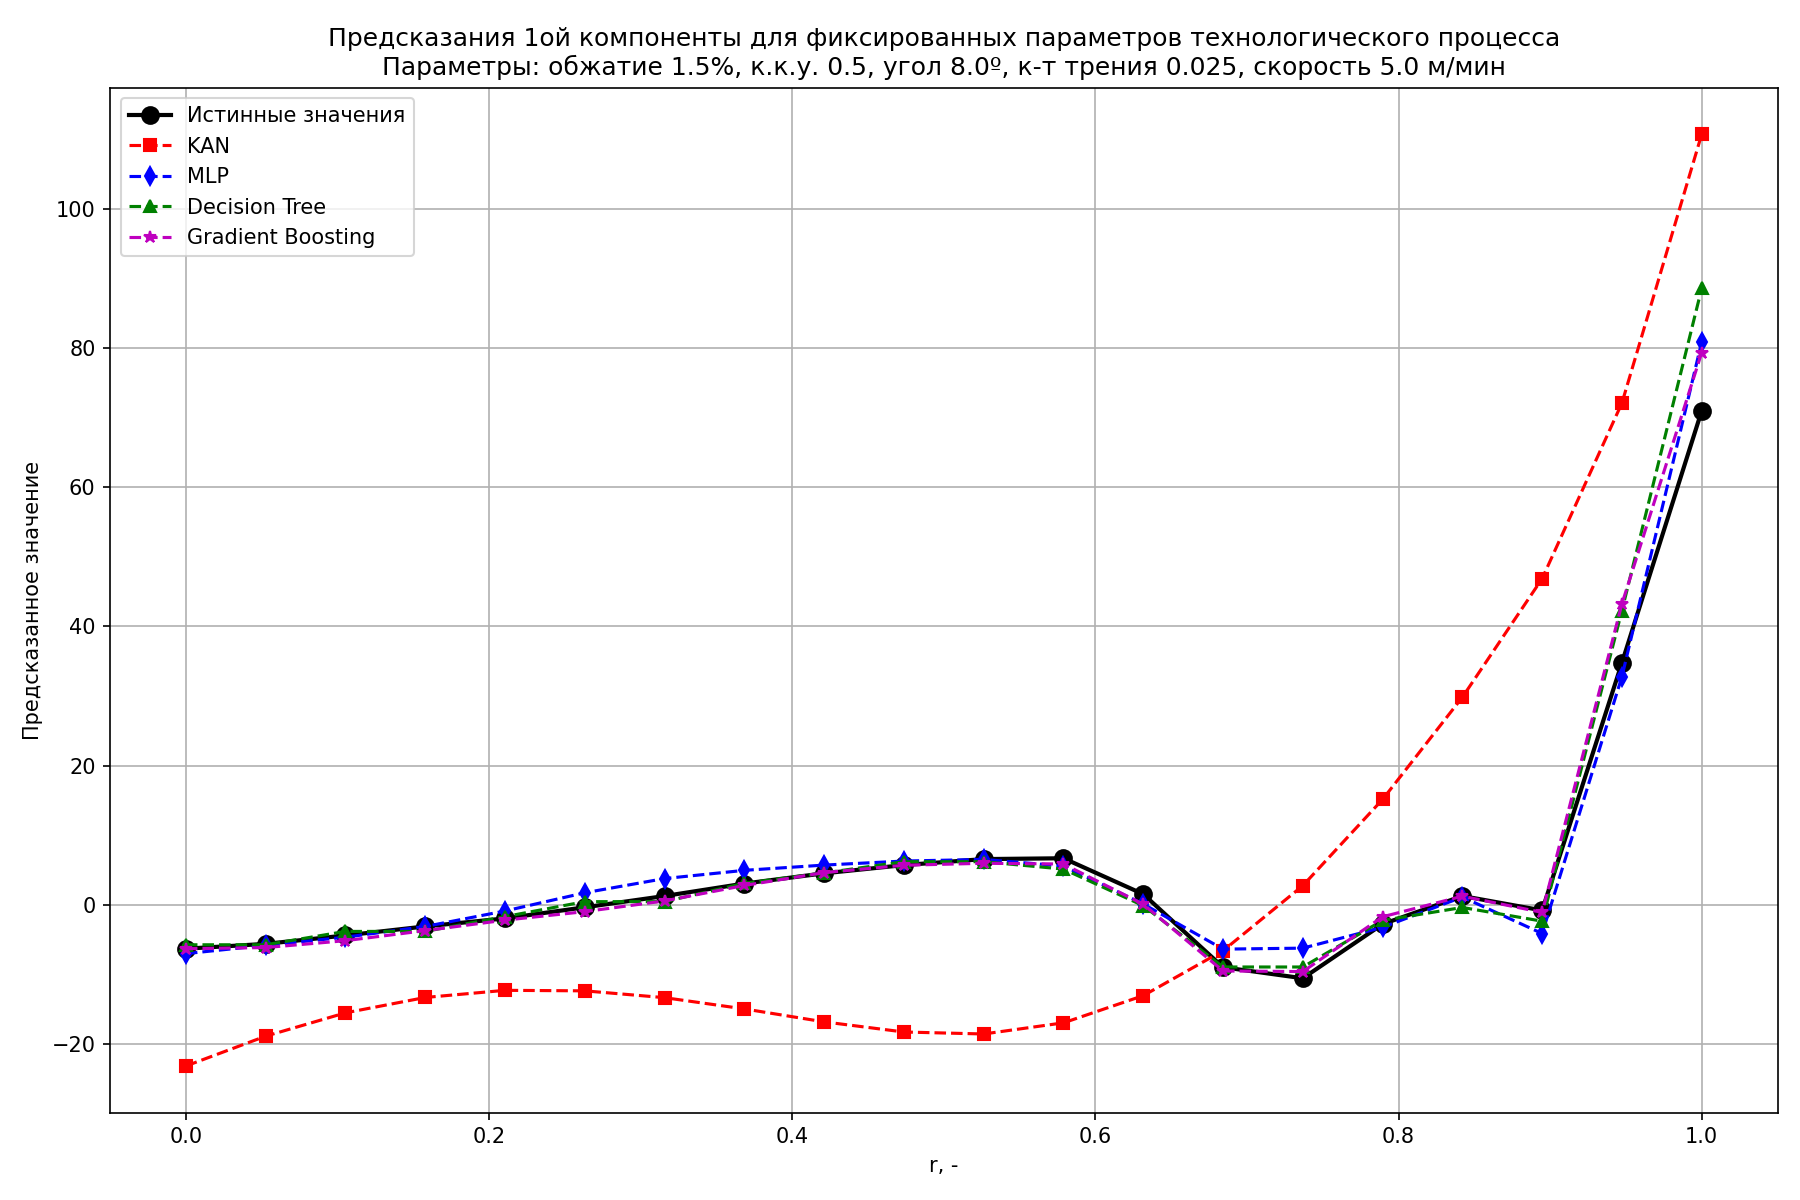 Предсказания 1ой компоненты для фиксированных параметров технологического процесса
Параметры: обжатие 1.5%, к.к.у. 0.5, угол 8.0º, к-т трения 0.025, скорость 5.0 м/мин
Истинные значения
KAN
MLP
Decision Tree
Gradient Boosting
Предсказанное значение
100
80
60
40
20
0
−20
0.0
0.2
0.4
0.6
0.8
1.0
r, -